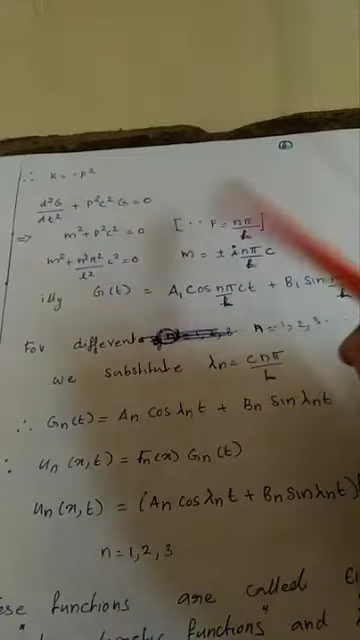 ∴ K = -p²
d²G/dt² + p²c²G = 0
⇒ m² + p²c² = 0 [∵ p = nπ/L]
m² + n²π²/L² c² = 0 m = ± i nπ/L c
illy G(t) = A₁ cos nπ/L ct + B₁ sin
For different n = 1, 2, 3
we substitute λn = cnπ/L
∴ Gn(t) = An cos λnt + Bn sin λnt
∵ un(x,t) = Fn(x) Gn(t)
un(x,t) = (An cos λnt + Bn sin λnt)
n = 1, 2, 3
functions are called
functions" and